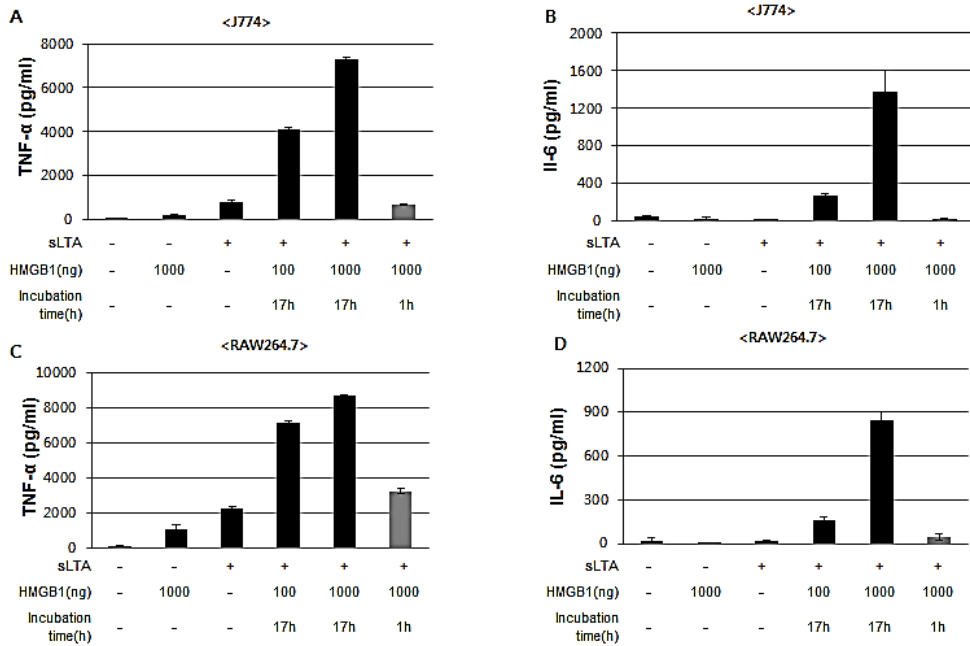 A
<J774>
TNF-α (pg/ml)
8000
6000
4000
2000
0
sLTA - - + + + +
HMGB1(ng) - 1000 - 100 1000 1000
Incubation
time(h) - - - 17h 17h 1h
B
<J774>
Il-6 (pg/ml)
2000
1600
1200
800
400
0
sLTA - - + + + +
HMGB1(ng) - 1000 - 100 1000 1000
Incubation
time(h) - - - 17h 17h 1h
C
<RAW264.7>
TNF-α (pg/ml)
10000
8000
6000
4000
2000
0
sLTA - - + + + +
HMGB1(ng) - 1000 - 100 1000 1000
Incubation
time(h) - - - 17h 17h 1h
D
<RAW264.7>
IL-6 (pg/ml)
1200
900
600
300
0
sLTA - - + + + +
HMGB1(ng) - 1000 - 100 1000 1000
Incubation
time(h) - - - 17h 17h 1h